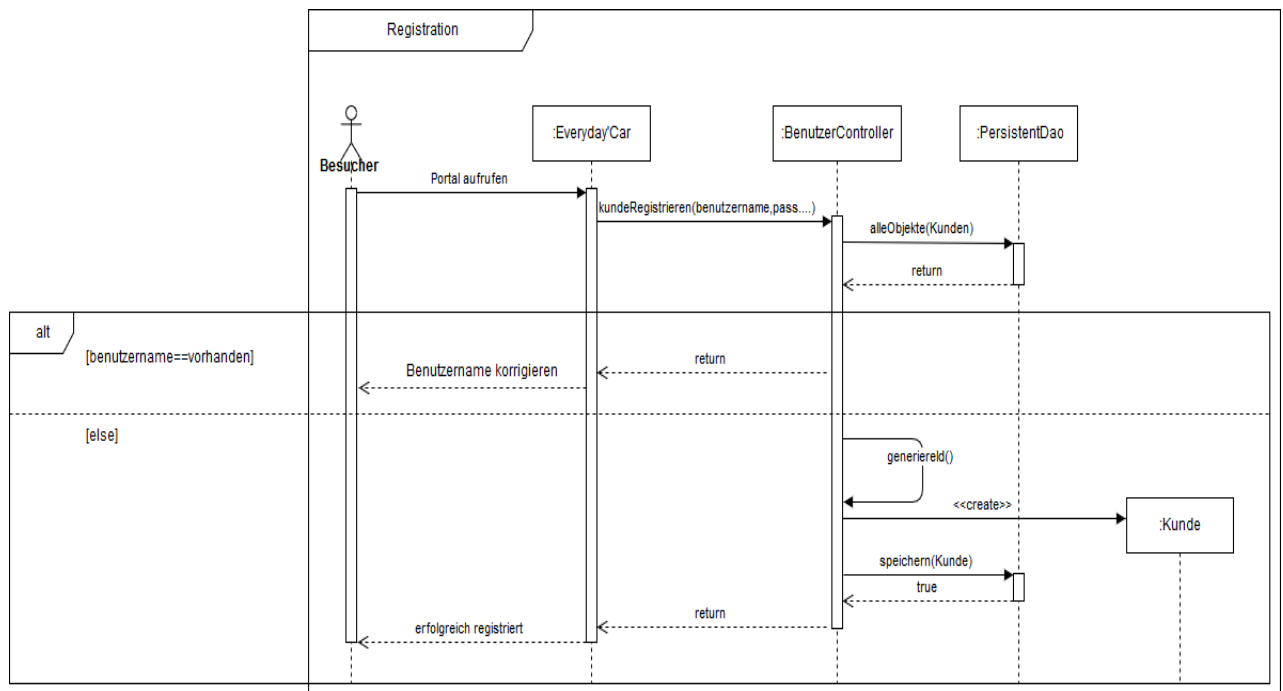 Registration
Besucher
:Everyday'Car
:BenutzerController
:PersistentDao
Portal aufrufen
kundeRegistrieren(benutzername,pass....)
alleObjekte(Kunden)
return
alt
[benutzername==vorhanden]
return
Benutzername korrigieren
[else]
generiereId()
<<create>>
:Kunde
speichern(Kunde)
true
return
erfolgreich registriert